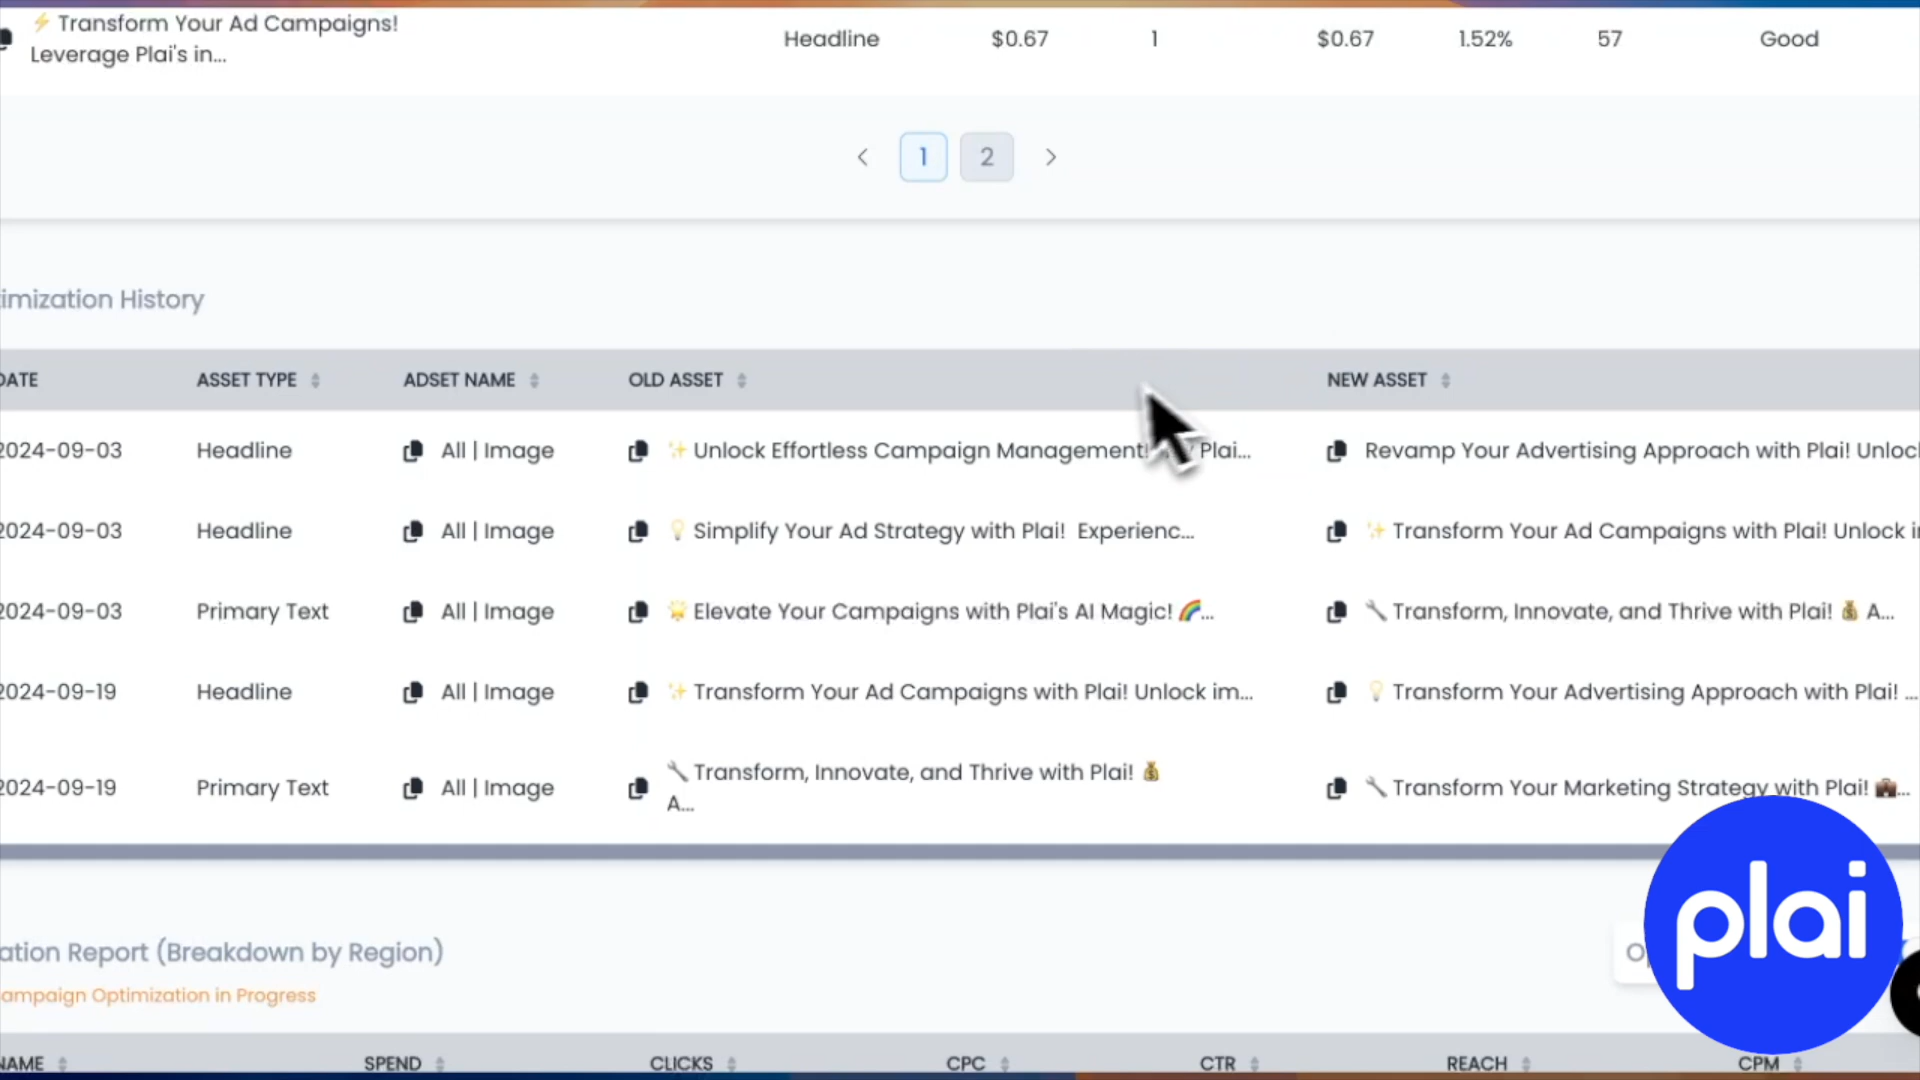 ⚡ Transform Your Ad Campaigns!
Leverage Plai's in...
Headline $0.67 1 $0.67 1.52% 57 Good
1 2
imization History
DATE ASSET TYPE ADSET NAME OLD ASSET NEW ASSET
2024-09-03 Headline All | Image ✨ Unlock Effortless Campaign Management! Plai... Revamp Your Advertising Approach with Plai! Unloc
2024-09-03 Headline All | Image 💡 Simplify Your Ad Strategy with Plai! Experienc... ✨ Transform Your Ad Campaigns with Plai! Unlock i
2024-09-03 Primary Text All | Image 🌟 Elevate Your Campaigns with Plai's AI Magic! 🌈... 🔧 Transform, Innovate, and Thrive with Plai! 💰 A...
2024-09-19 Headline All | Image ✨ Transform Your Ad Campaigns with Plai! Unlock im... 💡 Transform Your Advertising Approach with Plai! ...
2024-09-19 Primary Text All | Image 🔧 Transform, Innovate, and Thrive with Plai! 💰
A...
🔧 Transform Your Marketing Strategy with Plai! 💼...
plai
ation Report (Breakdown by Region)
ampaign Optimization in Progress
NAME SPEND CLICKS CPC CTR REACH CPM